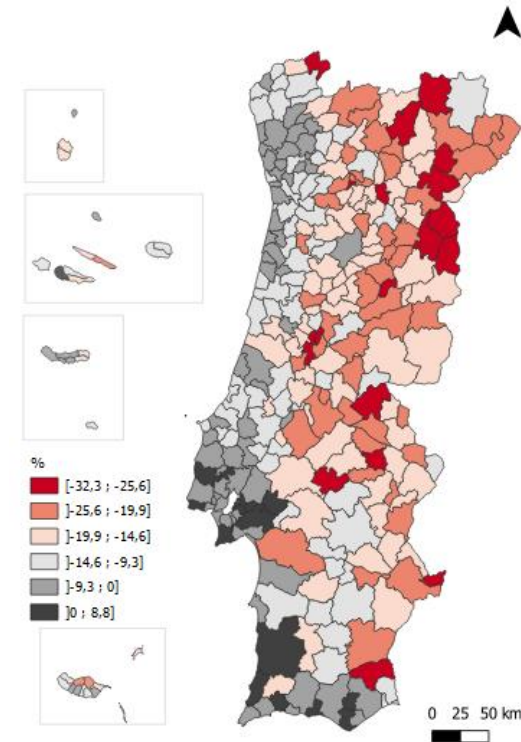 %
[-32,3 ; -25,6]
]-25,6 ; -19,9]
]-19,9 ; -14,6]
]-14,6 ; -9,3]
]-9,3 ; 0]
]0 ; 8,8]
0 25 50 km